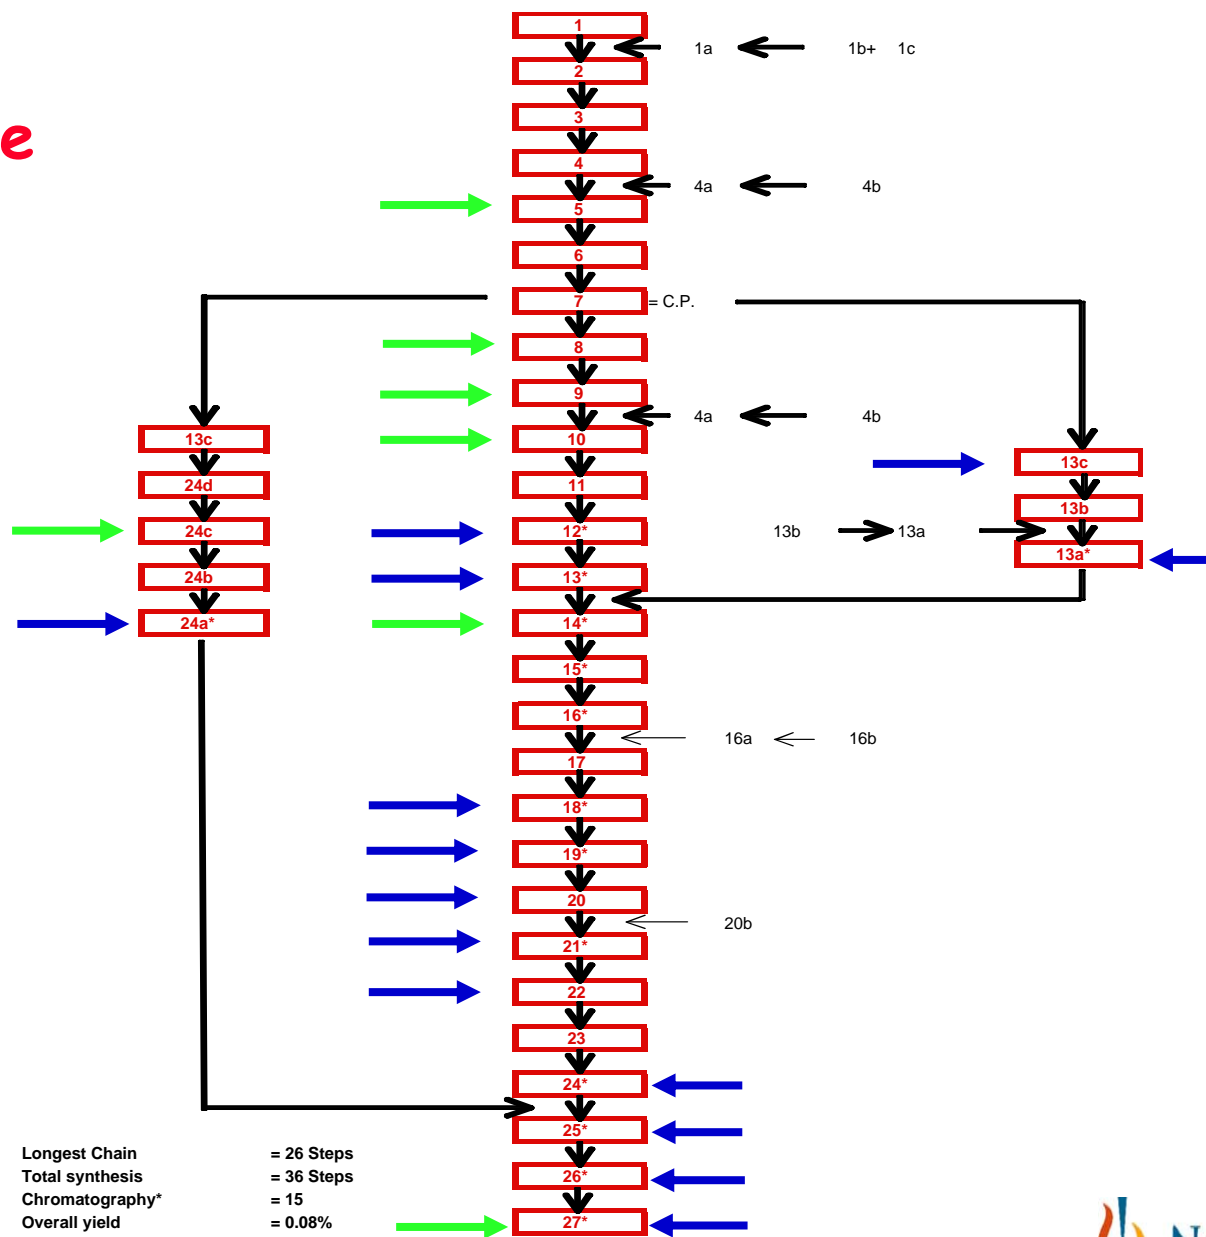 1
1a
1b+ 1c
2
e
3
4
4a
4b
5
6
7
= C.P.
8
9
4a
4b
13c
10
13c
24d
11
13b
24c
12*
13b
13a
13a*
24b
13*
24a*
14*
15*
16*
16a
16b
17
18*
19*
20
20b
21*
22
23
24*
25*
26*
27*
Longest Chain = 26 Steps
Total synthesis = 36 Steps
Chromatography* = 15
Overall yield = 0.08%
N